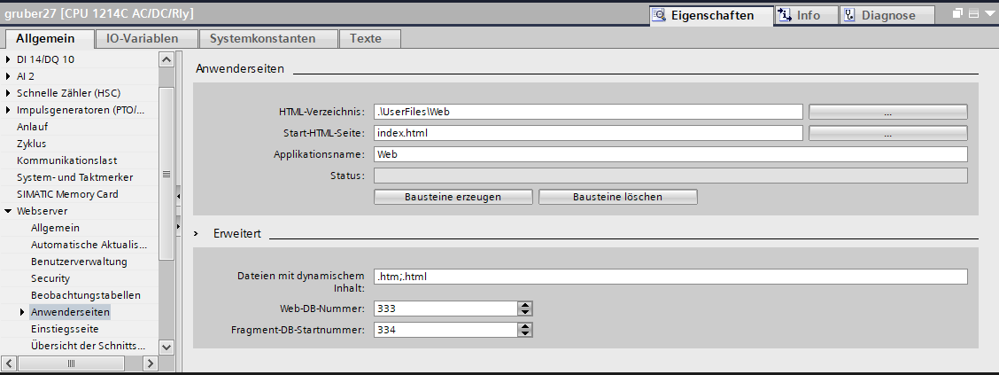 gruber27 [CPU 1214C AC/DC/Rly]
Eigenschaften
Info
Diagnose
Allgemein
IO-Variablen
Systemkonstanten
Texte
DI 14/DQ 10
AI 2
Schnelle Zähler (HSC)
Impulsgeneratoren (PTO/...
Anlauf
Zyklus
Kommunikationslast
System- und Taktmerker
SIMATIC Memory Card
Webserver
Allgemein
Automatische Aktualis...
Benutzerverwaltung
Security
Beobachtungstabellen
Anwenderseiten
Einstiegsseite
Übersicht der Schnitts...
Anwenderseiten
HTML-Verzeichnis: .\UserFiles\Web ...
Start-HTML-Seite: index.html ...
Applikationsname: Web
Status:
Bausteine erzeugen Bausteine löschen
Erweitert
Dateien mit dynamischem .htm;.html
Inhalt:
Web-DB-Nummer: 333
Fragment-DB-Startnummer: 334